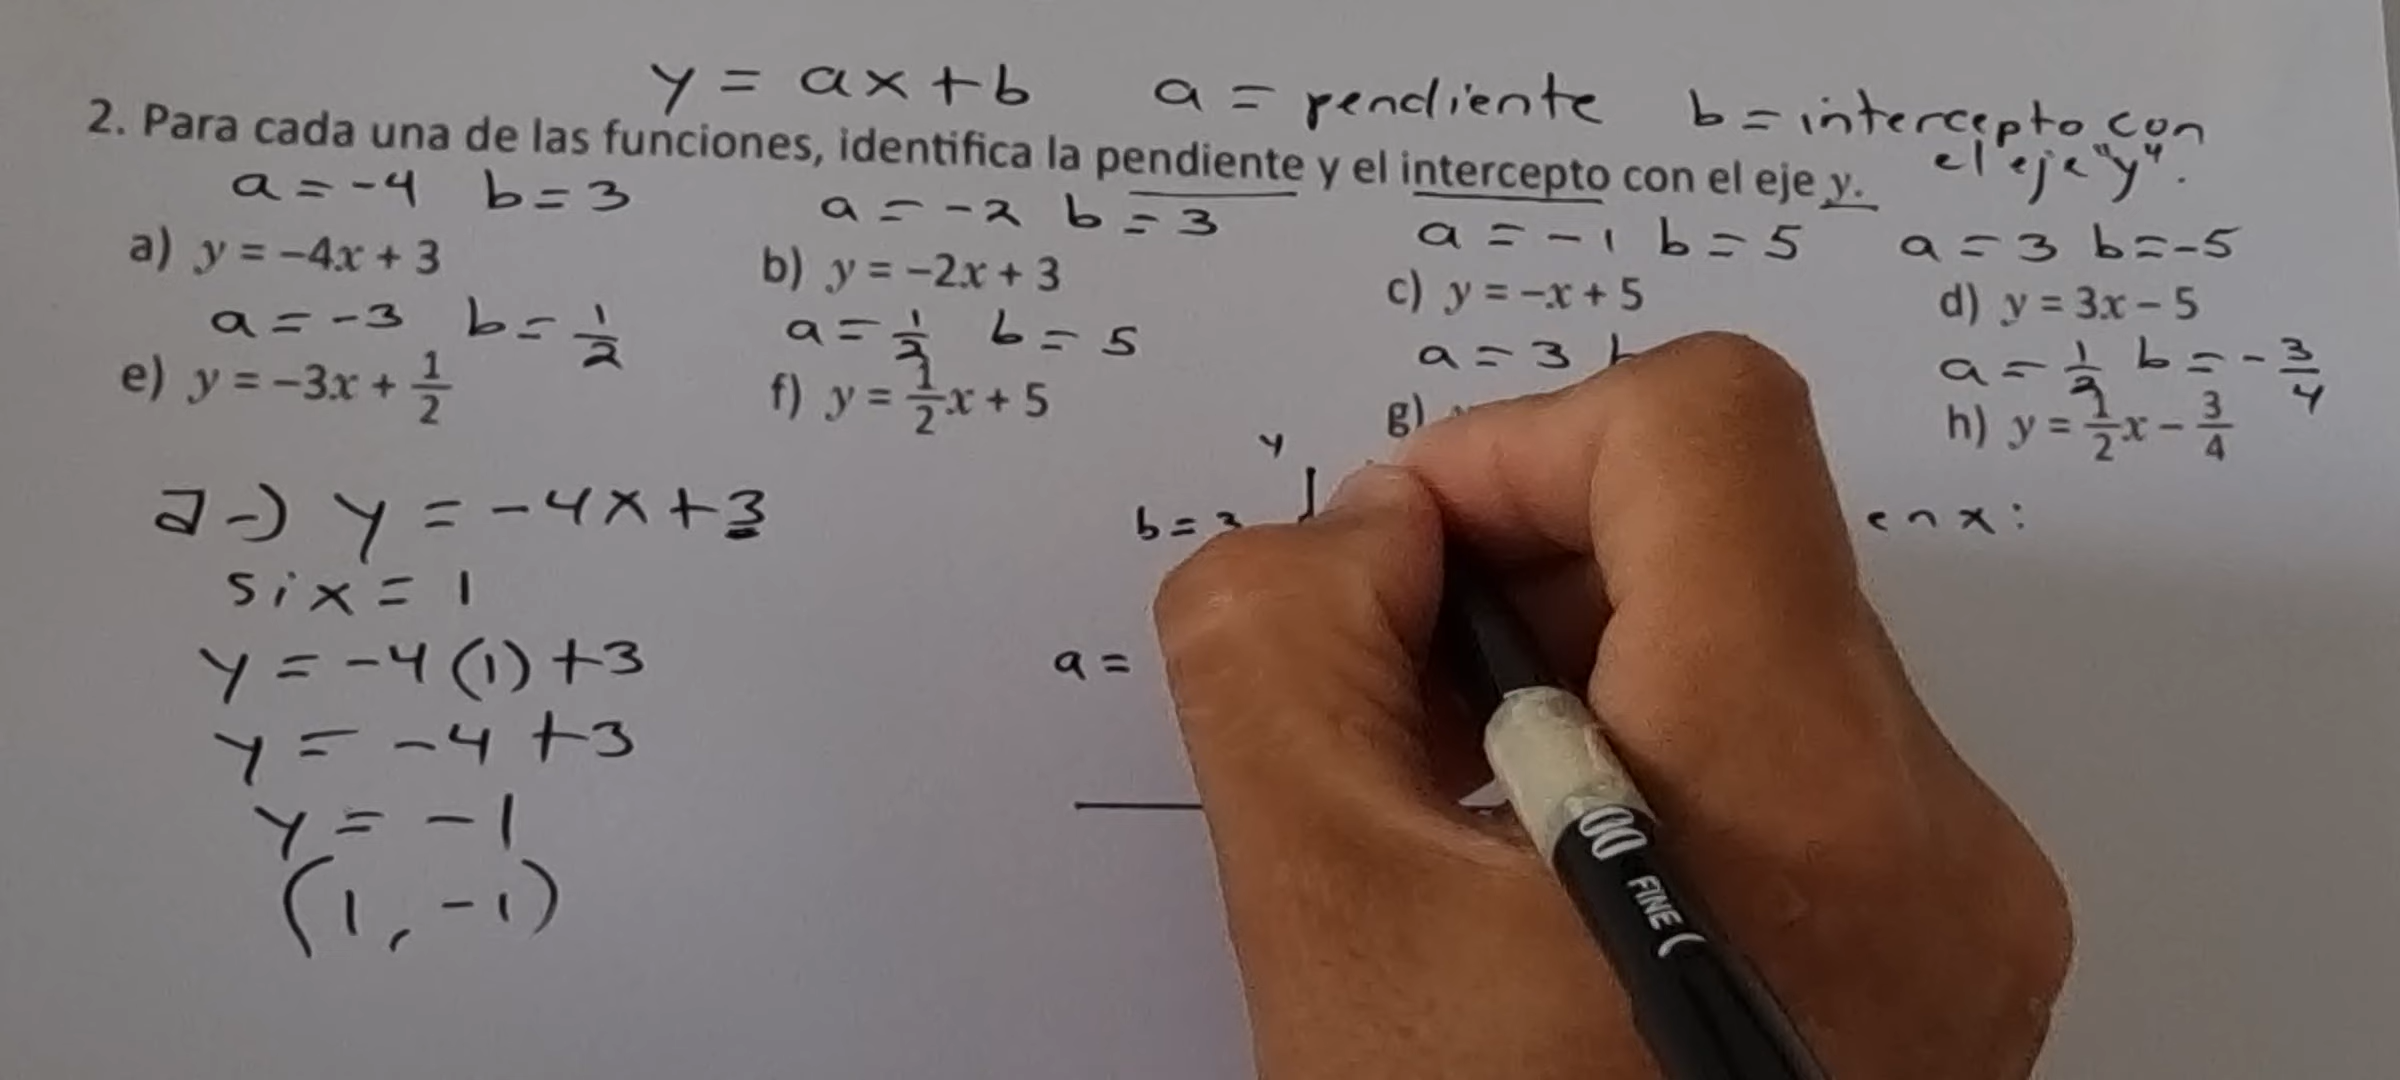 y = ax + b a = pendiente b = intercepto con
el eje "y".
2. Para cada una de las funciones, identifica la pendiente y el intercepto con el eje y.
a = -4 b = 3 a = -2 b = 3 a = -1 b = 5 a = 3 b = -5
a) y = -4x + 3 b) y = -2x + 3 c) y = -x + 5 d) y = 3x - 5
a = -3 b = 1/2 a = 1/2 b = 5 a = 3 b a = 1/2 b = -3/4
e) y = -3x + 1/2 f) y = 1/2x + 5 g) h) y = 1/2x - 3/4
y
a-) y = -4x + 3 b = 3 en x:
si x = 1
y = -4(1) + 3 a =
y = -4 + 3
y = -1
(1, -1)
FINE